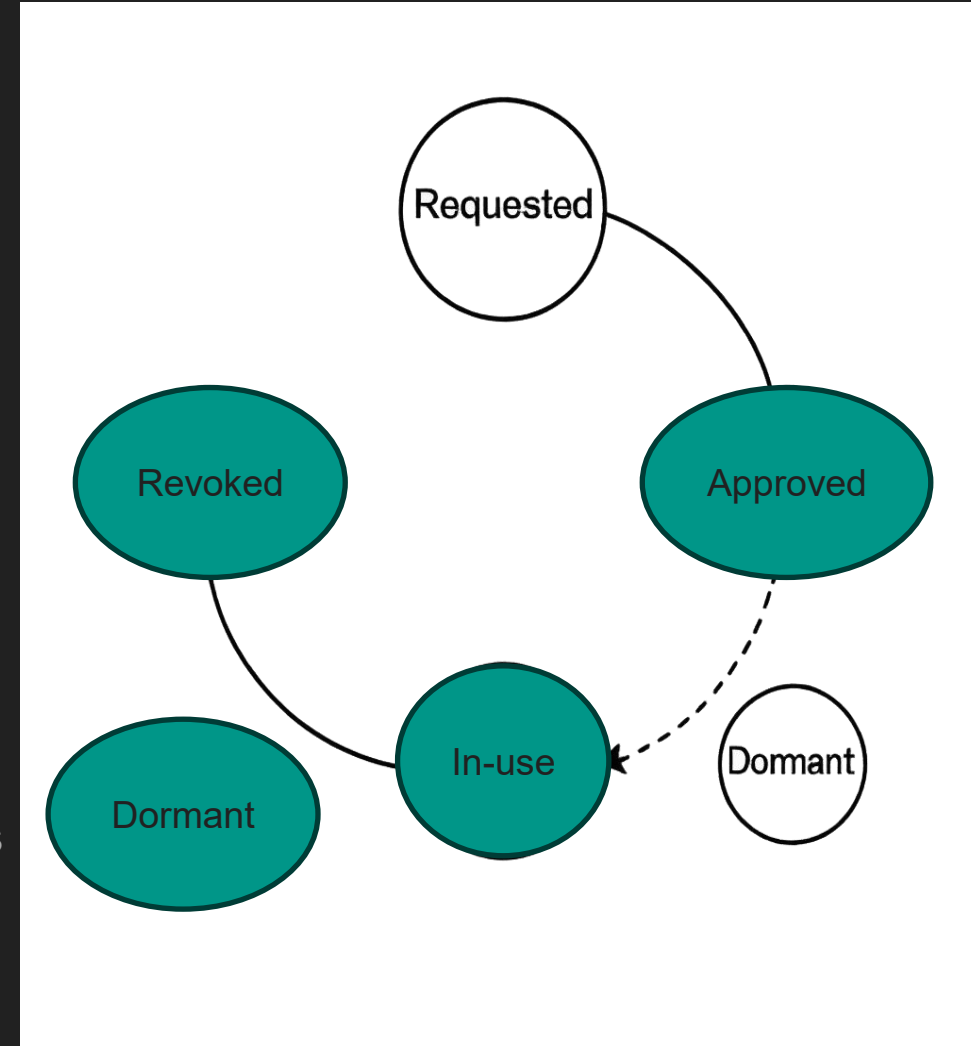 Requested
Revoked
Approved
In-use
Dormant
Dormant